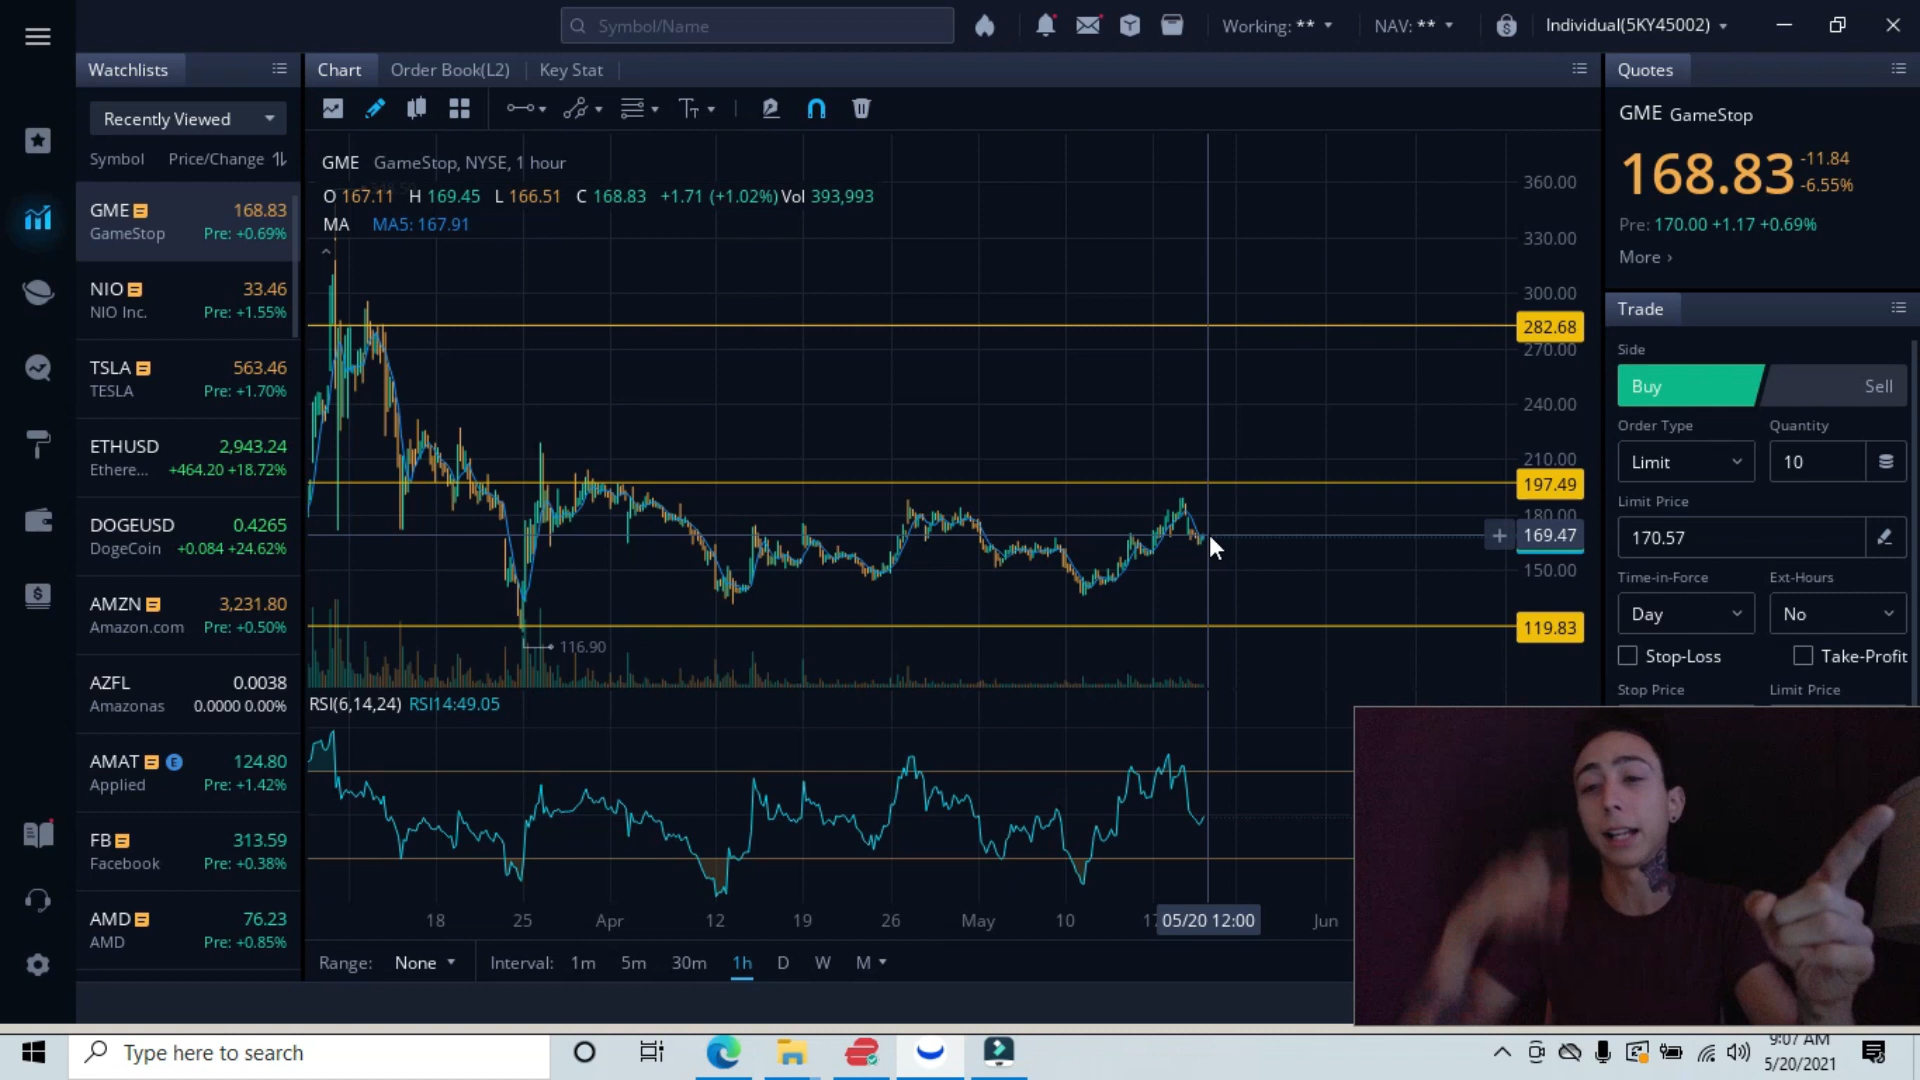 Symbol/Name
Working: **
NAV: **
Individual(5KY45002)
Watchlists
Recently Viewed
Symbol Price/Change
GME 168.83
GameStop Pre: +0.69%
NIO 33.46
NIO Inc. Pre: +1.55%
TSLA 563.46
TESLA Pre: +1.70%
ETHUSD 2,943.24
Ethere... +464.20 +18.72%
DOGEUSD 0.4265
DogeCoin +0.084 +24.62%
AMZN 3,231.80
Amazon.com Pre: +0.50%
AZFL 0.0038
Amazonas 0.0000 0.00%
AMAT E 124.80
Applied Pre: +1.42%
FB 313.59
Facebook Pre: +0.38%
AMD 76.23
AMD Pre: +0.85%
Chart Order Book(L2) Key Stat
GME GameStop, NYSE, 1 hour
O 167.11 H 169.45 L 166.51 C 168.83 +1.71 (+1.02%) Vol 393,993
MA MA5: 167.91
360.00
330.00
300.00
282.68
270.00
240.00
210.00
197.49
180.00
169.47
150.00
119.83
116.90
RSI(6,14,24) RSI14:49.05
18 25 Apr 12 19 26 May 10 17 05/20 12:00 Jun
Range: None Interval: 1m 5m 30m 1h D W M
Quotes
GME GameStop
168.83 -11.84
-6.55%
Pre: 170.00 +1.17 +0.69%
More ›
Trade
Side
Buy Sell
Order Type Quantity
Limit 10
Limit Price
170.57
Time-in-Force Ext-Hours
Day No
Stop-Loss Take-Profit
Stop Price Limit Price
Type here to search
9:07 AM
5/20/2021